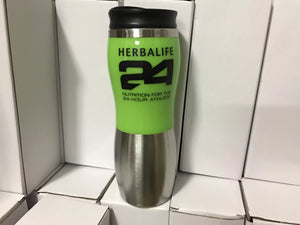 HERBALIFE
24
NUTRITION FOR THE
24-HOUR ATHLETE